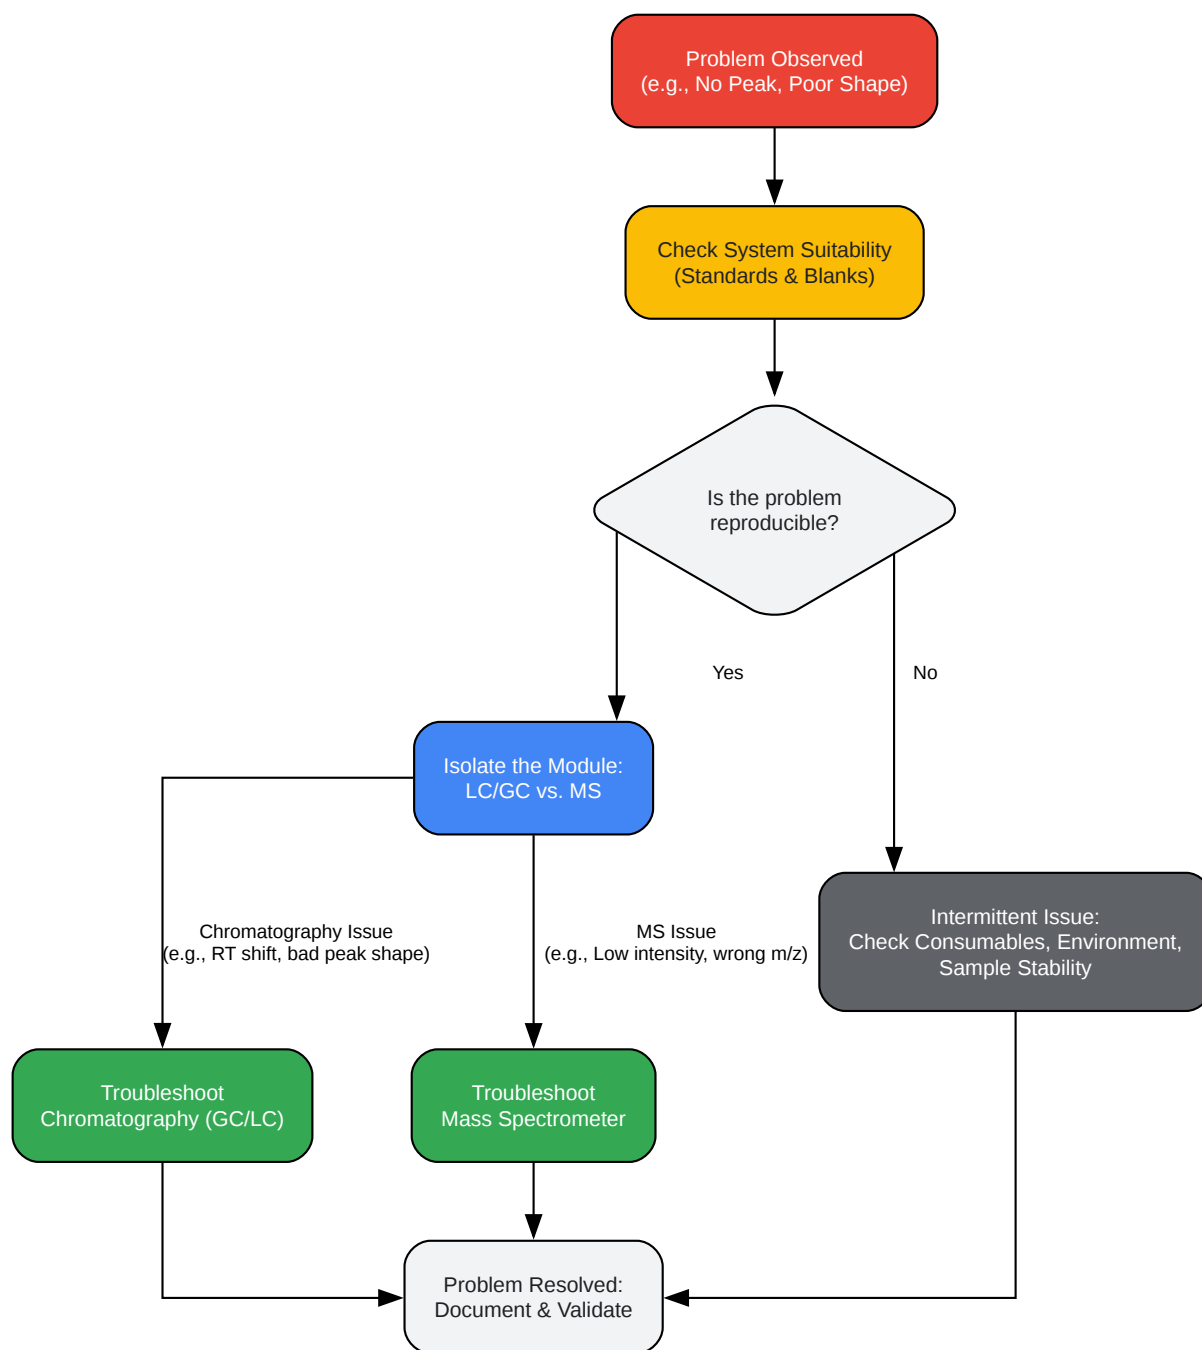 Problem Observed
(e.g., No Peak, Poor Shape)
Check System Suitability
(Standards & Blanks)
Is the problem
reproducible?
Yes
No
Isolate the Module:
LC/GC vs. MS
Chromatography Issue
(e.g., RT shift, bad peak shape)
MS Issue
(e.g., Low intensity, wrong m/z)
Intermittent Issue:
Check Consumables, Environment,
Sample Stability
Troubleshoot
Chromatography (GC/LC)
Troubleshoot
Mass Spectrometer
Problem Resolved:
Document & Validate